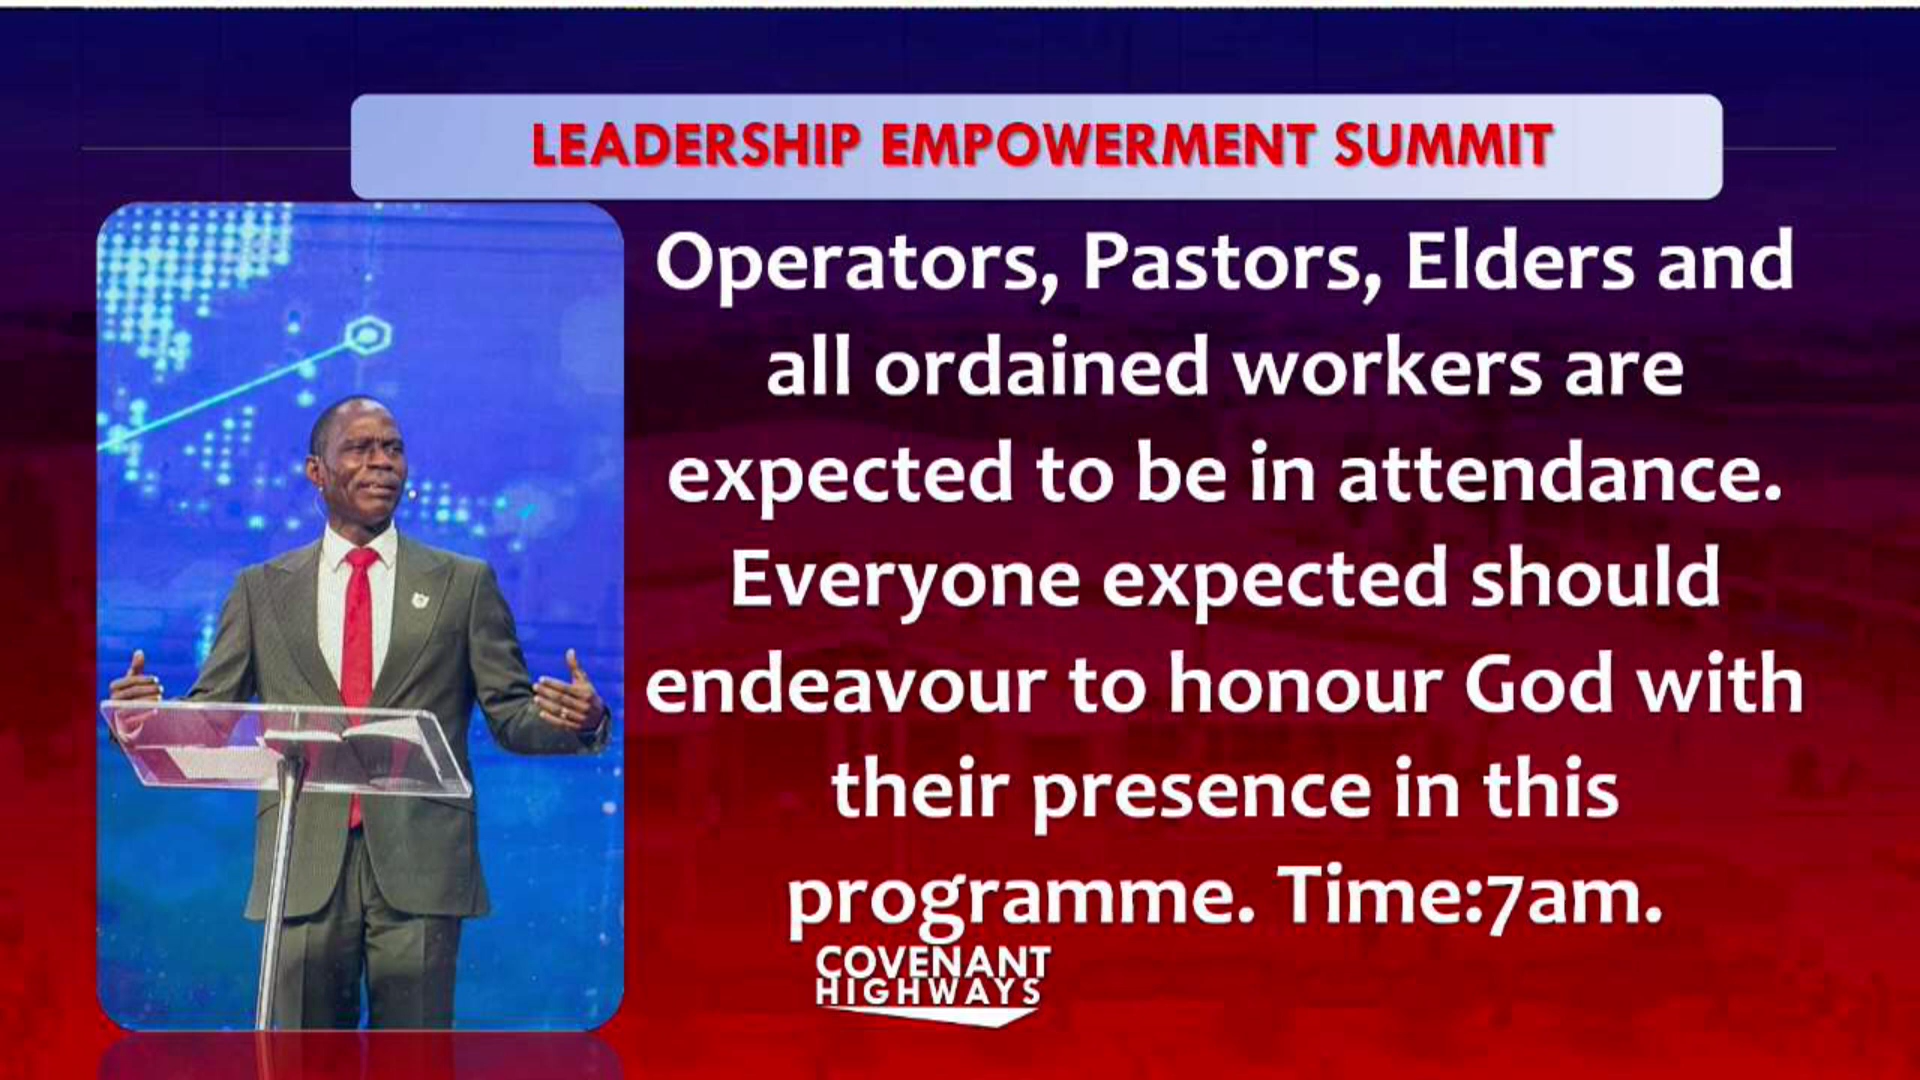 LEADERSHIP EMPOWERMENT SUMMIT
Operators, Pastors, Elders and
all ordained workers are
expected to be in attendance.
Everyone expected should
endeavour to honour God with
their presence in this
programme. Time:7am.
COVENANT
HIGHWAYS